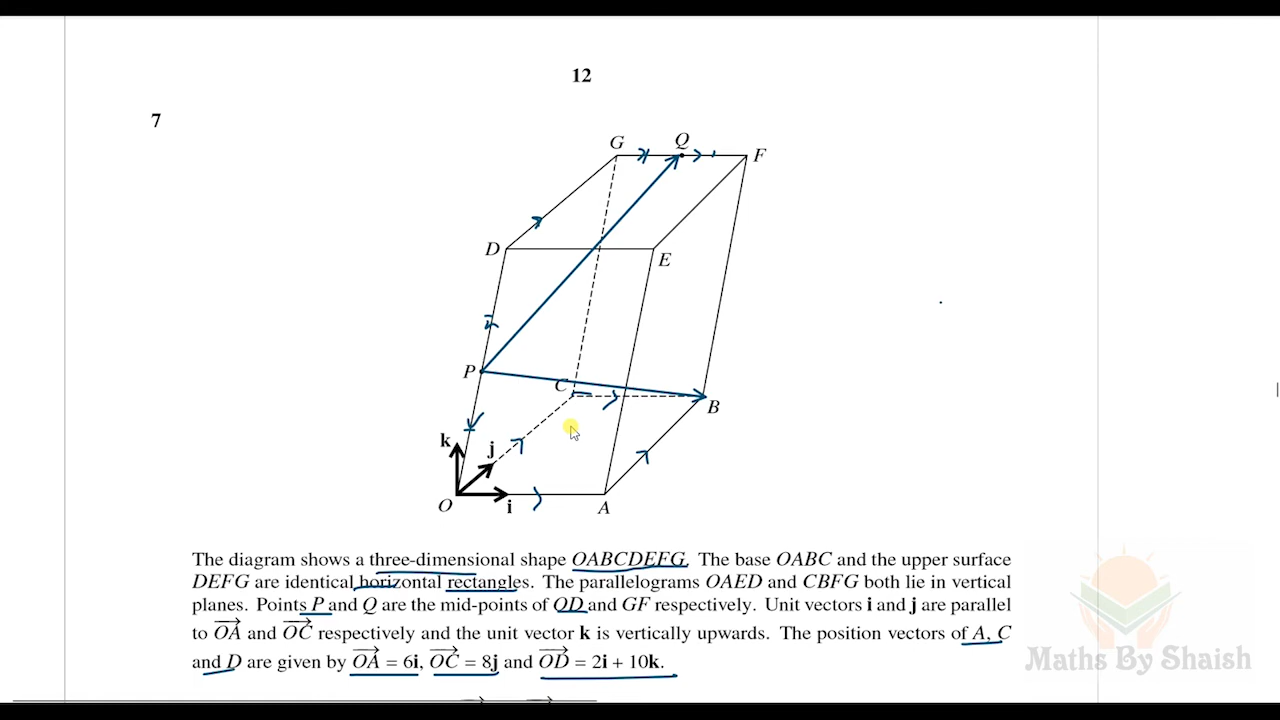 12
7
G Q F
D E
P C B
k j
O i A
The diagram shows a three-dimensional shape OABCDEFG. The base OABC and the upper surface
DEFG are identical horizontal rectangles. The parallelograms OAED and CBFG both lie in vertical
planes. Points P and Q are the mid-points of OD and GF respectively. Unit vectors i and j are parallel
to OA and OC respectively and the unit vector k is vertically upwards. The position vectors of A, C
and D are given by OA = 6i, OC = 8j and OD = 2i + 10k.
Maths By Shaish